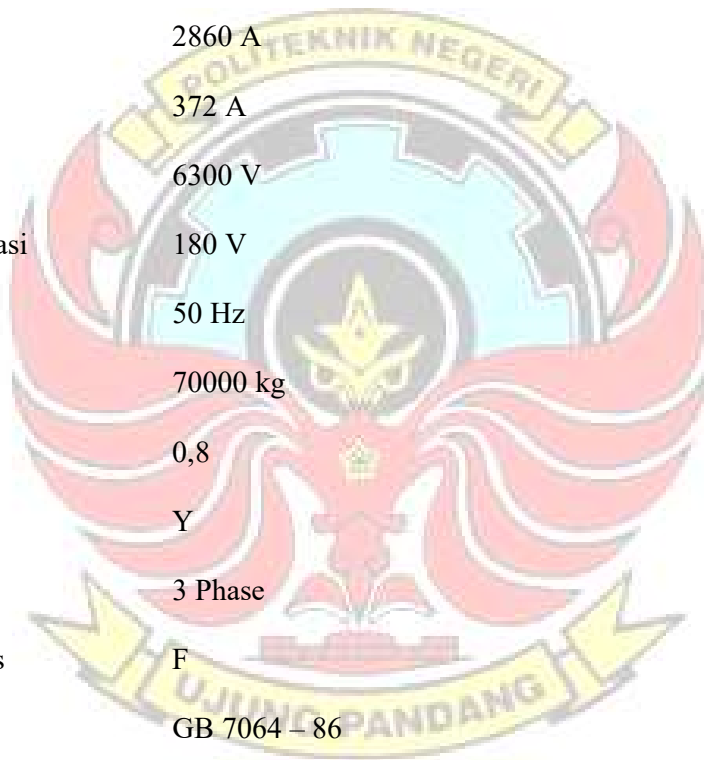 2860 A
POLITEKNIK NEGERI
372 A
6300 V
asi 180 V
50 Hz
70000 kg
0,8
Y
3 Phase
s F
UJUNG PANDANG
GB 7064 – 86